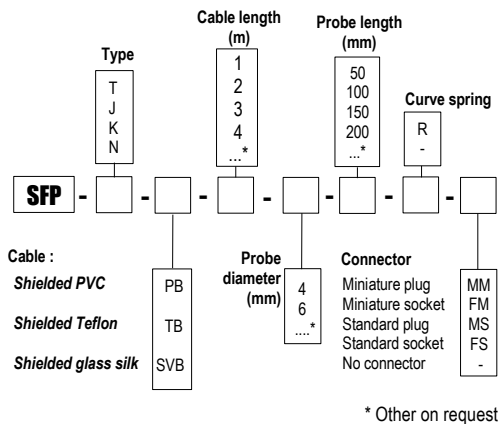 Cable length
(m)
Probe length
(mm)
Type
Curve spring
T
J
K
N
1
2
3
4
...*
50
100
150
200
...*
R
-
SFP - - - - - - -
Cable :
Shielded PVC PB
Shielded Teflon TB
Shielded glass silk SVB
Probe
diameter
(mm)
4
6
....*
Connector
Miniature plug MM
Miniature socket FM
Standard plug MS
Standard socket FS
No connector -
* Other on request